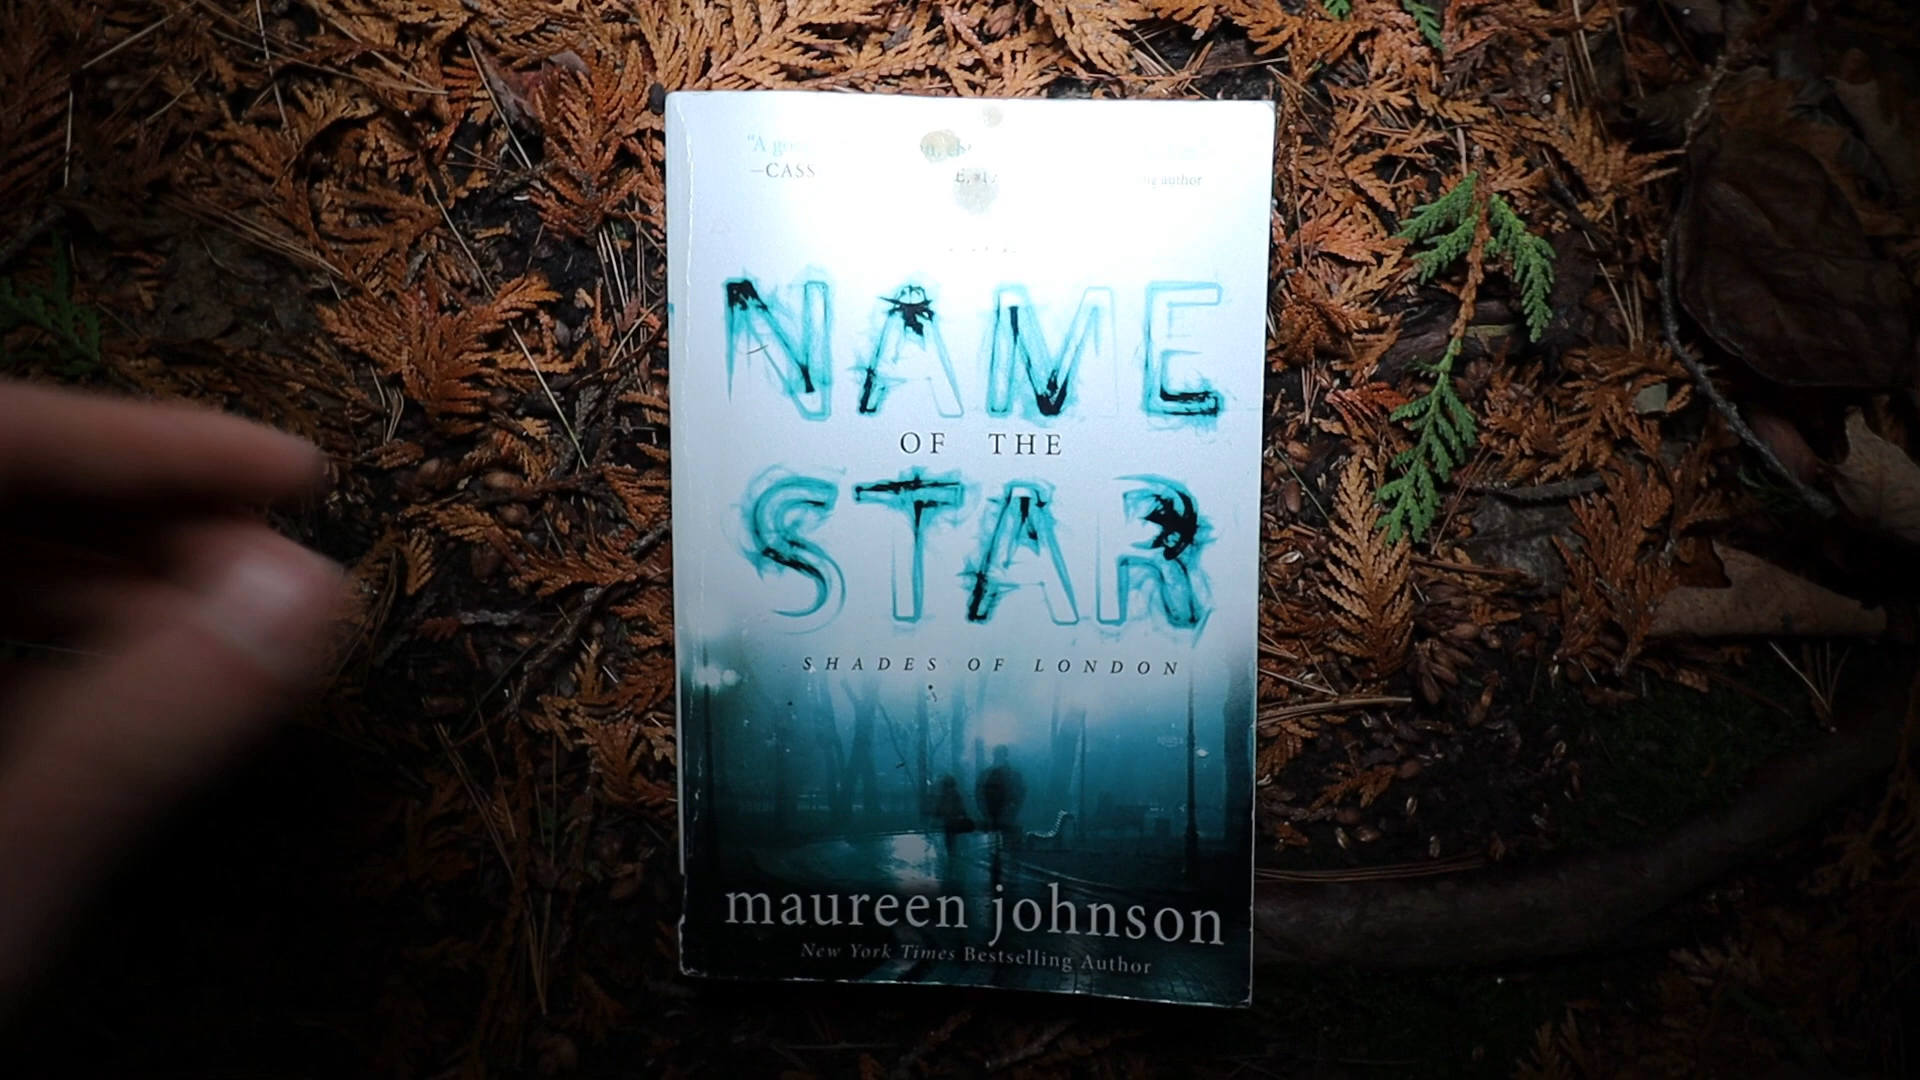 "A
—CASS
author
NAME
OF THE
STAR
SHADES OF LONDON
maureen johnson
New York Times Bestselling Author